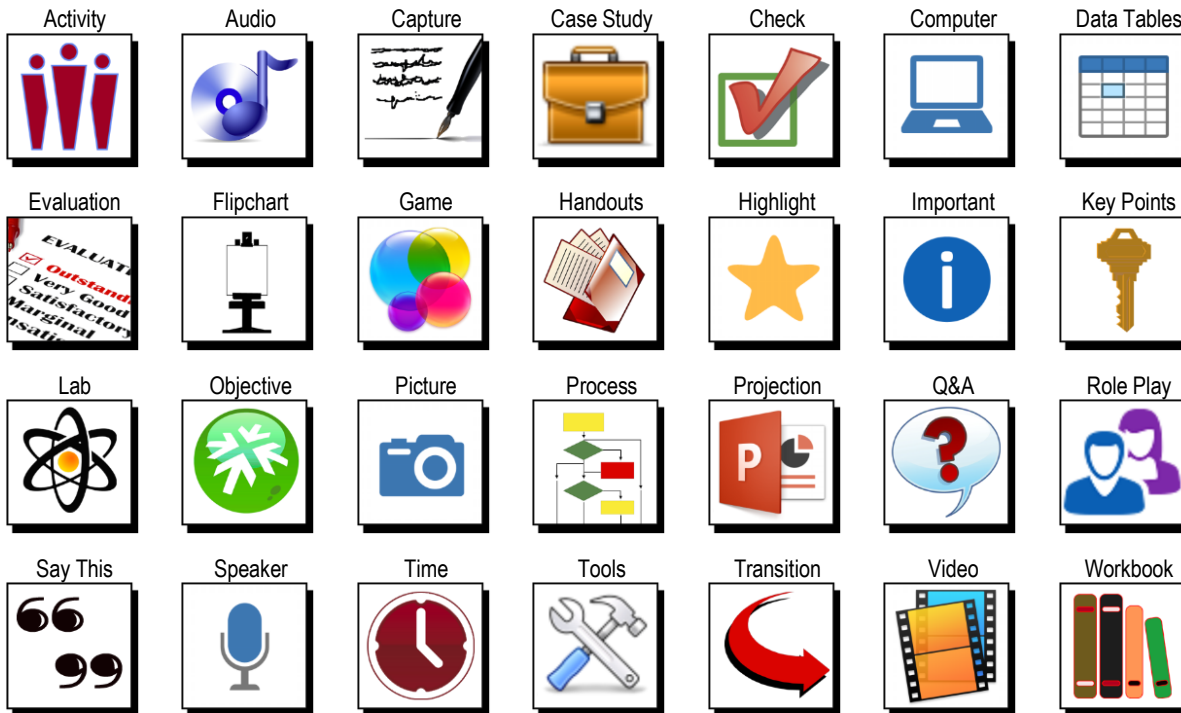 Activity Audio Capture Case Study Check Computer Data Tables
Evaluation Flipchart Game Handouts Highlight Important Key Points
EVALUATI
Outstand
Very Good
Satisfactory
Marginal
Lab Objective Picture Process Projection Q&A Role Play
P
?
Say This Speaker Time Tools Transition Video Workbook